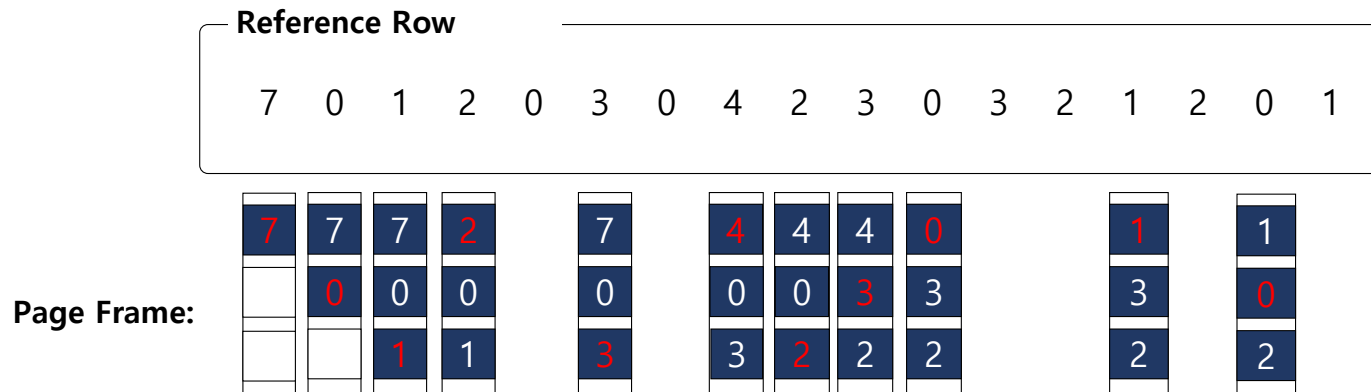 Reference Row
7 0 1 2 0 3 0 4 2 3 0 3 2 1 2 0 1
7 7 7 2 7 4 4 4 0 1 1
0 0 0 0 0 0 3 3 3 0
Page Frame:
1 1 3 3 2 2 2 2 2